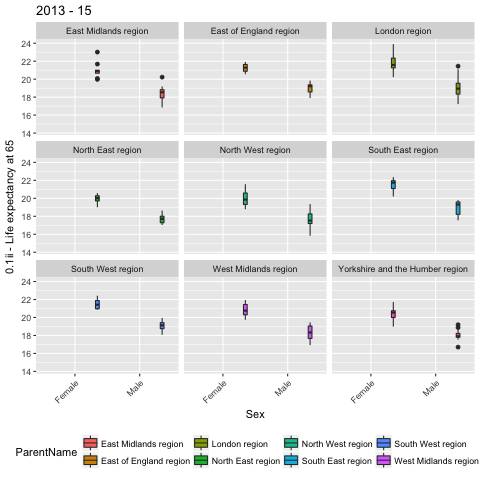 2013 - 15
East Midlands region East of England region London region
24
22
20
18
16
14
North East region North West region South East region
24
22
20
18
16
14
South West region West Midlands region Yorkshire and the Humber region
24
22
20
18
16
14
0.1ii - Life expectancy at 65
Female Male Female Male Female Male
Sex
ParentName
East Midlands region London region North West region South West region
East of England region North East region South East region West Midlands region